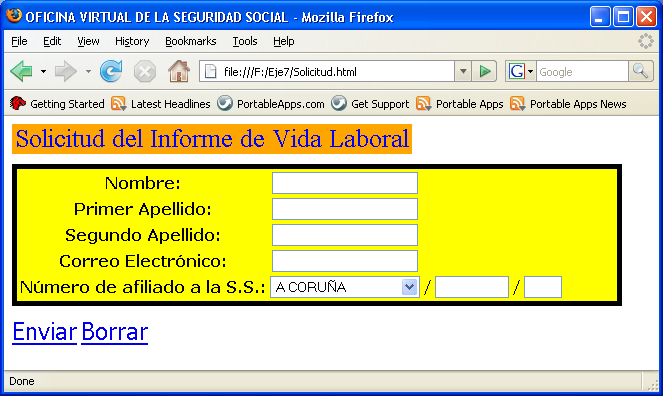 OFICINA VIRTUAL DE LA SEGURIDAD SOCIAL - Mozilla Firefox
File Edit View History Bookmarks Tools Help
file:///F:/Eje7/Solicitud.html G Google
Getting Started Latest Headlines PortableApps.com Get Support Portable Apps Portable Apps News
Solicitud del Informe de Vida Laboral
Nombre:
Primer Apellido:
Segundo Apellido:
Correo Electrónico:
Número de afiliado a la S.S.: A CORUÑA / /
Enviar Borrar
Done